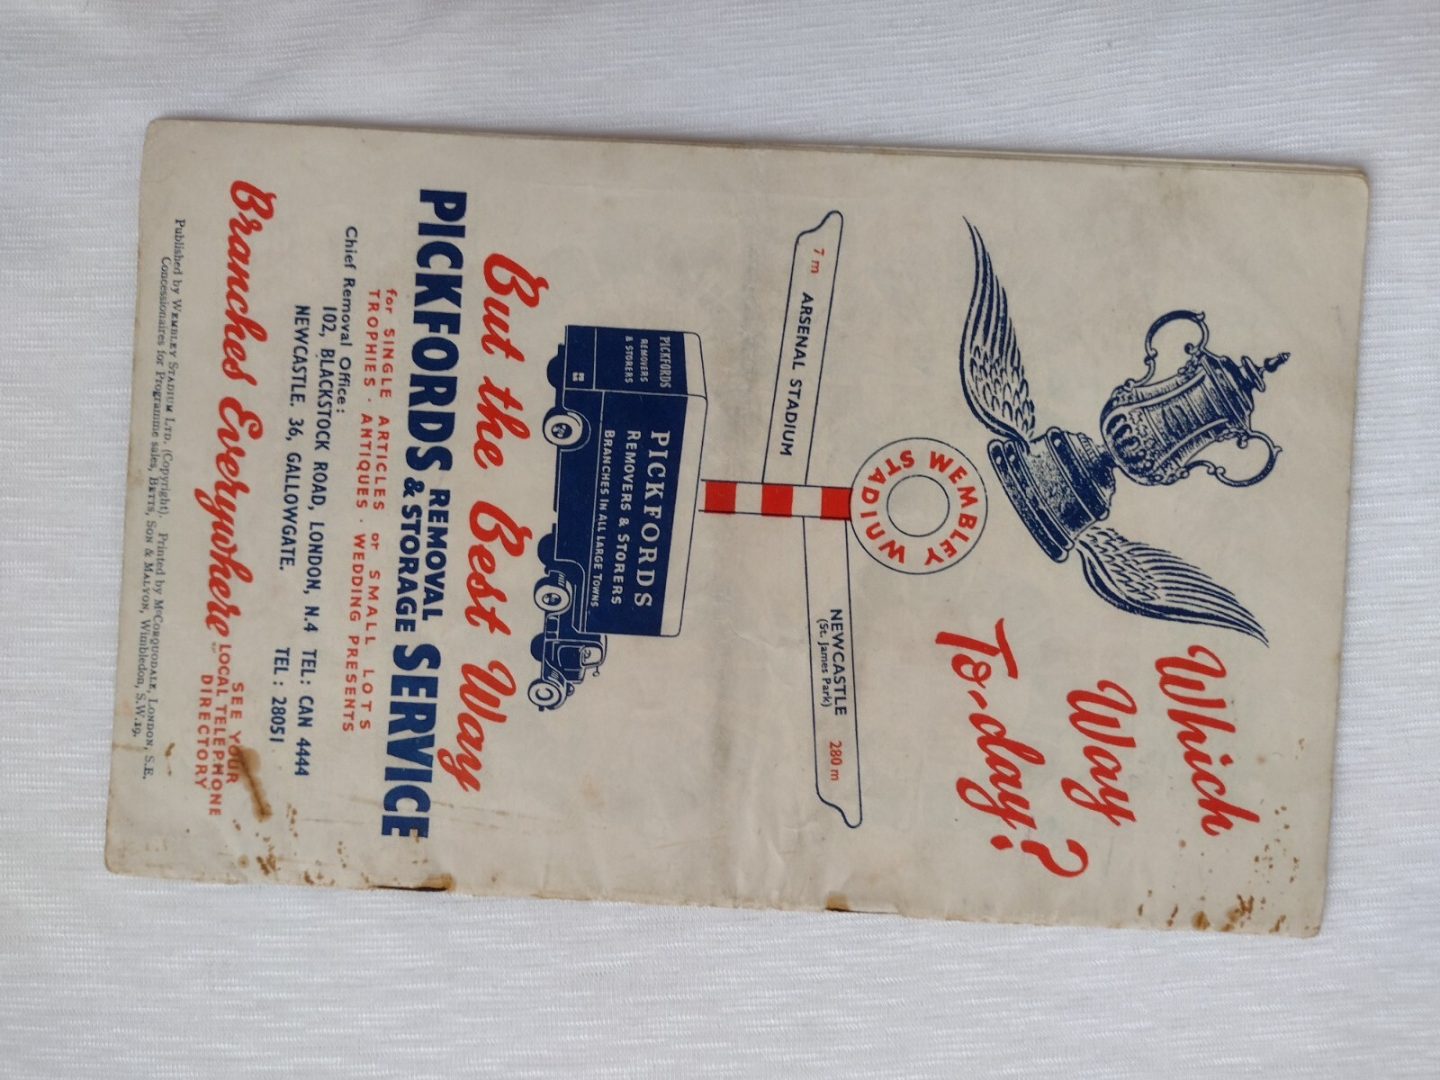 Which
Way
To-day?
WEMBLEY STADIUM
7 m ARSENAL STADIUM
NEWCASTLE 280 m
(St. James Park)
PICKFORDS
REMOVERS
& STORERS
PICKFORDS
REMOVERS & STORERS
BRANCHES IN ALL LARGE TOWNS
But the Best Way
PICKFORDS REMOVAL & STORAGE SERVICE
for SINGLE ARTICLES or SMALL LOTS
TROPHIES · ANTIQUES · WEDDING PRESENTS
Chief Removal Office:
102, BLACKSTOCK ROAD, LONDON, N.4 TEL: CAN 4444
NEWCASTLE. 36, GALLOWGATE. TEL: 28051
Branches Everywhere
SEE YOUR
LOCAL TELEPHONE
DIRECTORY
Published by WEMBLEY STADIUM LTD. (Copyright). Printed by McCORQUODALE, LONDON, S.E.
Concessionaires for Programme sales, BETTS, SON & MALYON, Wimbledon, S.W.19.